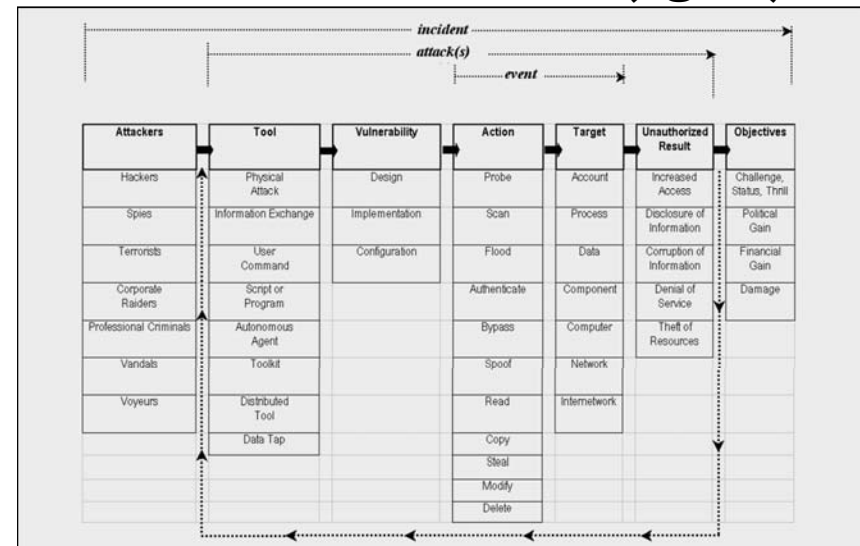 incident
attack(s)
event
Attackers Tool Vulnerability Action Target Unauthorized Objectives
Result
Hackers Physical Design Probe Account Increased Challenge,
Attack Access Status, Thrill
Spies Information Exchange Implementation Scan Process Disclosure of Political
Information Gain
Terrorists User Configuration Flood Data Corruption of Financial
Command Information Gain
Corporate Script or Authenticate Component Denial of Damage
Raiders Program Service
Professional Criminals Autonomous Bypass Computer Theft of
Agent Resources
Vandals Toolkit Spoof Network
Voyeurs Distributed Read Internetwork
Tool
Data Tap Copy
Steal
Modify
Delete